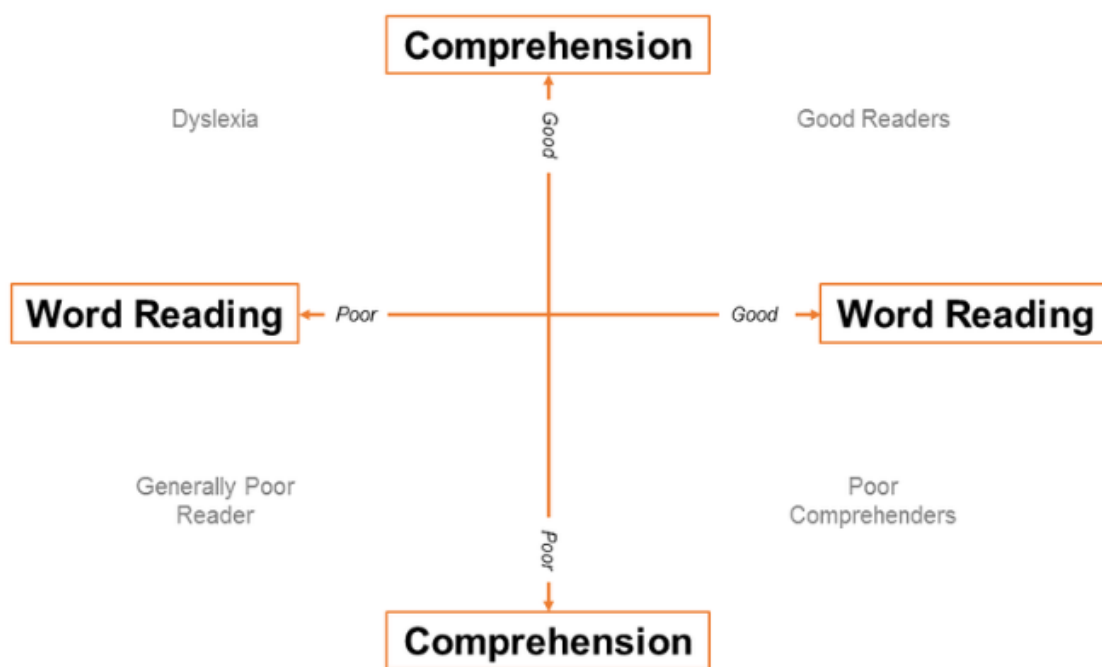 Comprehension
Dyslexia
Good
Good Readers
Word Reading
Poor
Good
Word Reading
Generally Poor
Reader
Poor
Poor
Comprehenders
Comprehension